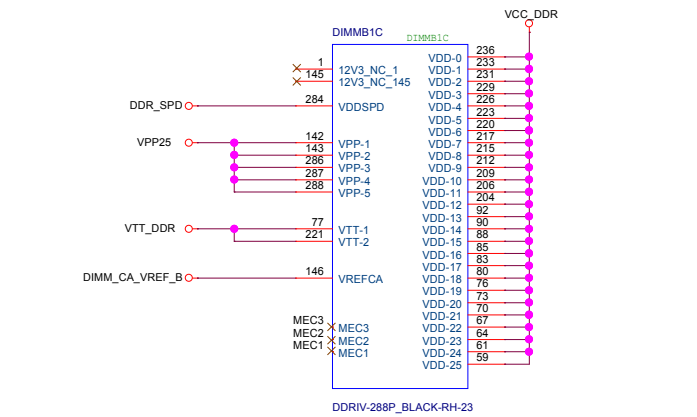 VCC_DDR
DIMMB1C
DIMMB1C
236 VDD-0
1 12V3_NC_1
233 VDD-1
145 12V3_NC_145
231 VDD-2
229 VDD-3
DDR_SPD 284 VDDSPD
226 VDD-4
223 VDD-5
220 VDD-6
VPP25 142 VPP-1
217 VDD-7
143 VPP-2
215 VDD-8
286 VPP-3
212 VDD-9
287 VPP-4
209 VDD-10
288 VPP-5
206 VDD-11
204 VDD-12
92 VDD-13
VTT_DDR 77 VTT-1
90 VDD-14
221 VTT-2
88 VDD-15
85 VDD-16
83 VDD-17
DIMM_CA_VREF_B 146 VREFCA
80 VDD-18
76 VDD-19
73 VDD-20
70 VDD-21
MEC3 MEC3
67 VDD-22
MEC2 MEC2
64 VDD-23
MEC1 MEC1
61 VDD-24
59 VDD-25
DDRIV-288P_BLACK-RH-23